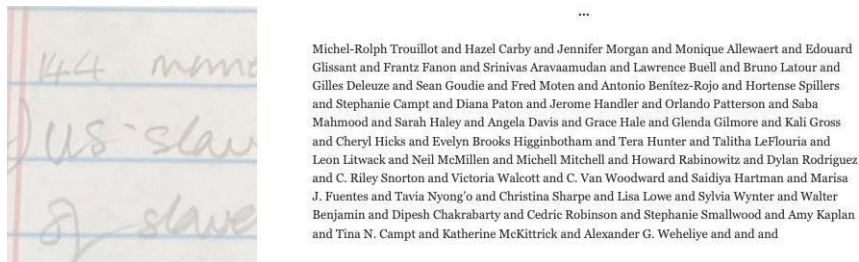 144 name
) US-slav
of slave
...
Michel-Rolph Trouillot and Hazel Carby and Jennifer Morgan and Monique Allewaert and Edouard
Glissant and Frantz Fanon and Srinivas Aravaamudan and Lawrence Buell and Bruno Latour and
Gilles Deleuze and Sean Goudie and Fred Moten and Antonio Benítez-Rojo and Hortense Spillers
and Stephanie Campt and Diana Paton and Jerome Handler and Orlando Patterson and Saba
Mahmood and Sarah Haley and Angela Davis and Grace Hale and Glenda Gilmore and Kali Gross
and Cheryl Hicks and Evelyn Brooks Higginbotham and Tera Hunter and Talitha LeFlouria and
Leon Litwack and Neil McMillen and Michell Mitchell and Howard Rabinowitz and Dylan Rodriguez
and C. Riley Snorton and Victoria Walcott and C. Van Woodward and Saidiya Hartman and Marisa
J. Fuentes and Tavia Nyong'o and Christina Sharpe and Lisa Lowe and Sylvia Wynter and Walter
Benjamin and Dipesh Chakrabarty and Cedric Robinson and Stephanie Smallwood and Amy Kaplan
and Tina N. Campt and Katherine McKittrick and Alexander G. Weheliye and and and